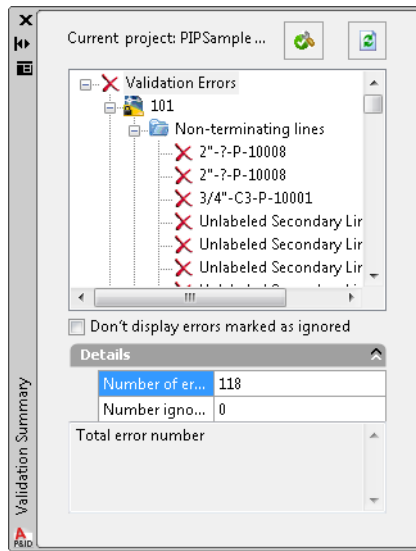 Current project: PIPSample ...
Validation Errors
101
Non-terminating lines
2"-?-P-10008
2"-?-P-10008
3/4"-C3-P-10001
Unlabeled Secondary Lir
Unlabeled Secondary Lir
Unlabeled Secondary Lir
Don't display errors marked as ignored
Details
Number of er... 118
Number igno... 0
Total error number
Validation Summary
P&ID